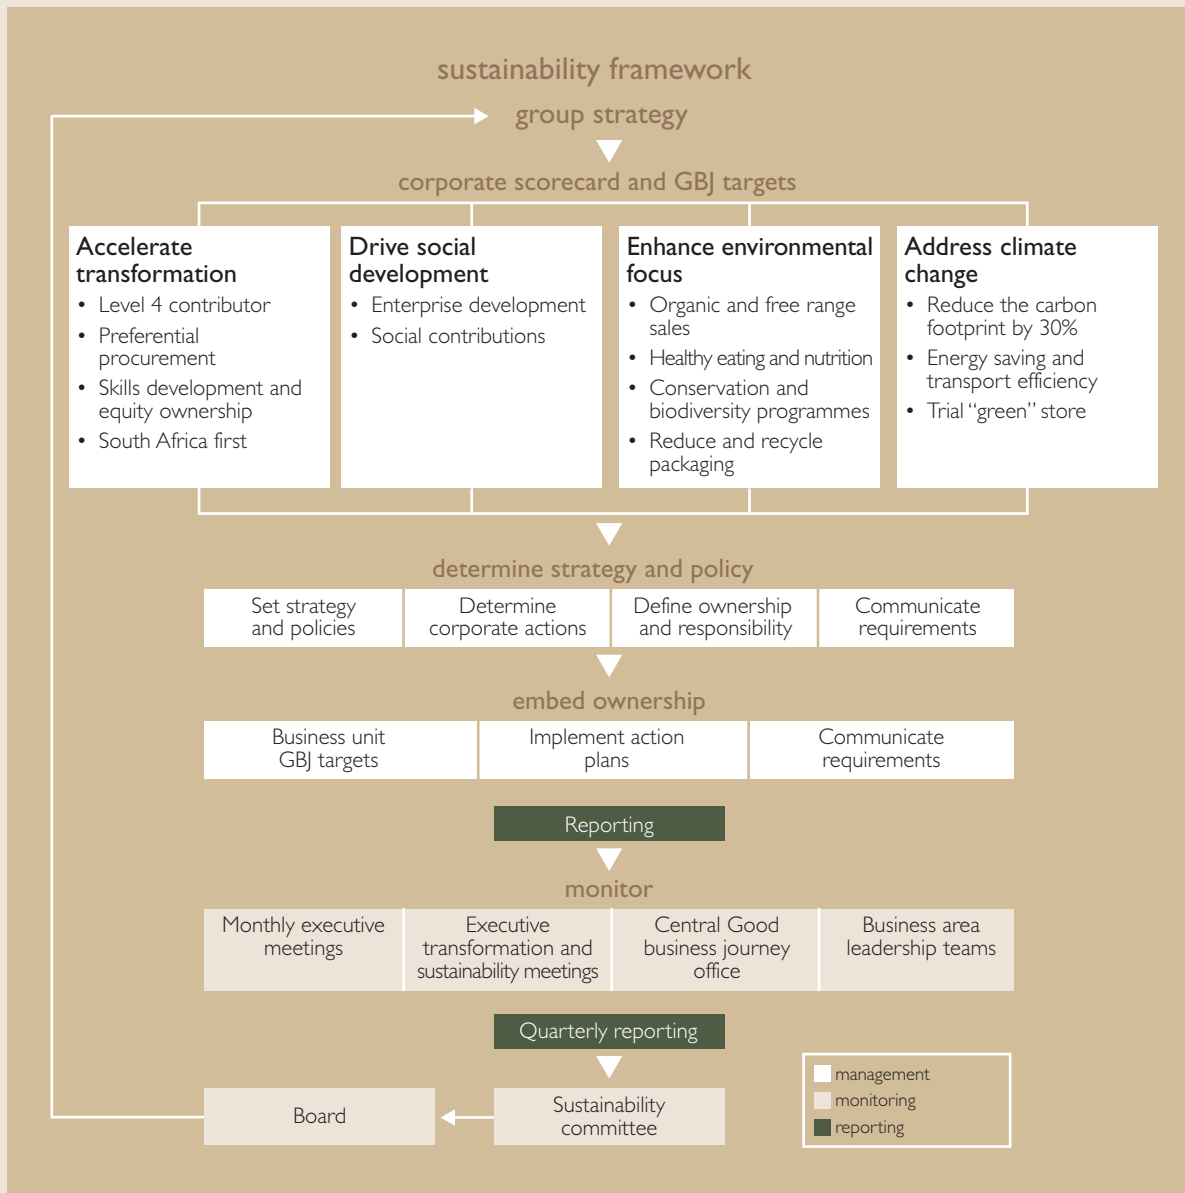 sustainability framework
group strategy
corporate scorecard and GBJ targets
Accelerate
transformation
• Level 4 contributor
• Preferential
procurement
• Skills development and
equity ownership
• South Africa first
Drive social
development
• Enterprise development
• Social contributions
Enhance environmental
focus
• Organic and free range
sales
• Healthy eating and nutrition
• Conservation and
biodiversity programmes
• Reduce and recycle
packaging
Address climate
change
• Reduce the carbon
footprint by 30%
• Energy saving and
transport efficiency
• Trial “green” store
determine strategy and policy
Set strategy
and policies
Determine
corporate actions
Define ownership
and responsibility
Communicate
requirements
embed ownership
Business unit
GBJ targets
Implement action
plans
Communicate
requirements
Reporting
monitor
Monthly executive
meetings
Executive
transformation and
sustainability meetings
Central Good
business journey
office
Business area
leadership teams
Quarterly reporting
Board
Sustainability
committee
management
monitoring
reporting